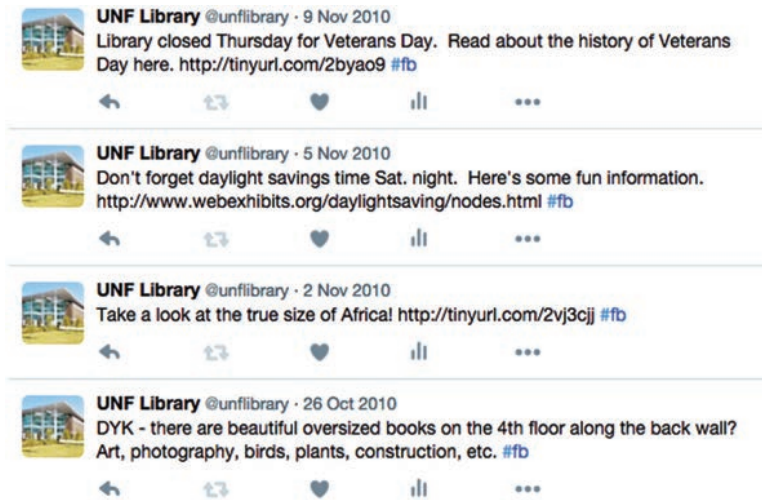 UNF Library @unflibrary · 9 Nov 2010
Library closed Thursday for Veterans Day.  Read about the history of Veterans
Day here. http://tinyurl.com/2byao9 #fb
UNF Library @unflibrary · 5 Nov 2010
Don't forget daylight savings time Sat. night.  Here's some fun information.
http://www.webexhibits.org/daylightsaving/nodes.html #fb
UNF Library @unflibrary · 2 Nov 2010
Take a look at the true size of Africa! http://tinyurl.com/2vj3cjj #fb
UNF Library @unflibrary · 26 Oct 2010
DYK - there are beautiful oversized books on the 4th floor along the back wall?
Art, photography, birds, plants, construction, etc. #fb